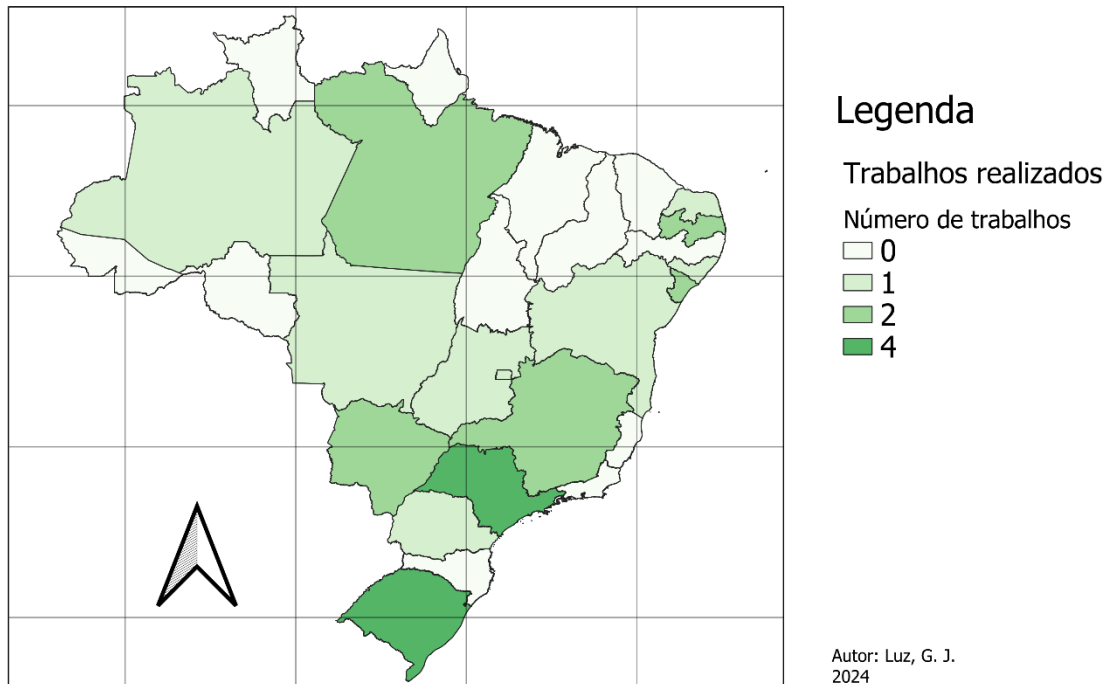 Legenda
Trabalhos realizados
Número de trabalhos
0
1
2
4
Autor: Luz, G. J.
2024